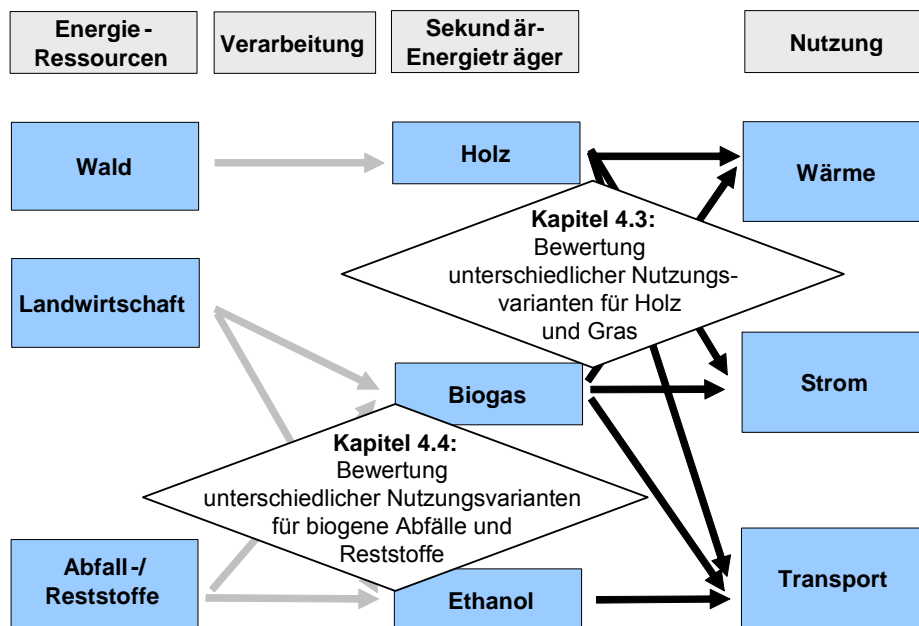 Energie-
Ressourcen
Verarbeitung
Sekundär-
Energieträger
Nutzung
Wald
Holz
Wärme
Kapitel 4.3:
Bewertung
unterschiedlicher Nutzungs-
varianten für Holz
und Gras
Landwirtschaft
Biogas
Strom
Kapitel 4.4:
Bewertung
unterschiedlicher Nutzungsvarianten
für biogene Abfälle und
Reststoffe
Abfall-/
Reststoffe
Ethanol
Transport